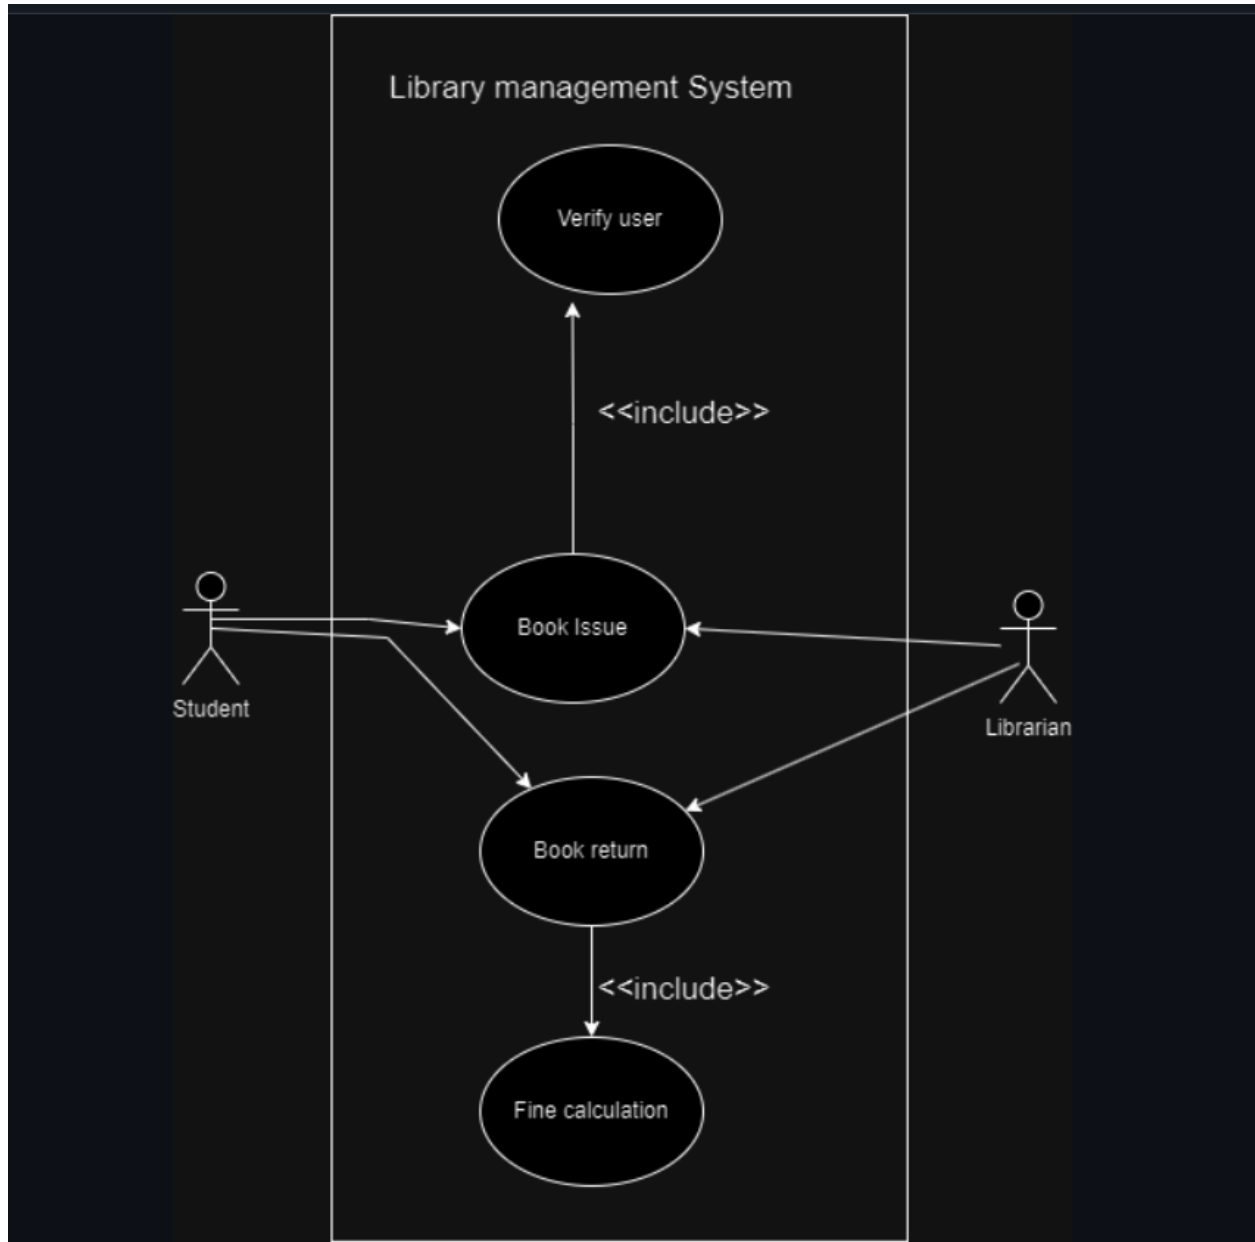 Library management System
Verify user
<<include>>
Book Issue
Student
Librarian
Book return
<<include>>
Fine calculation